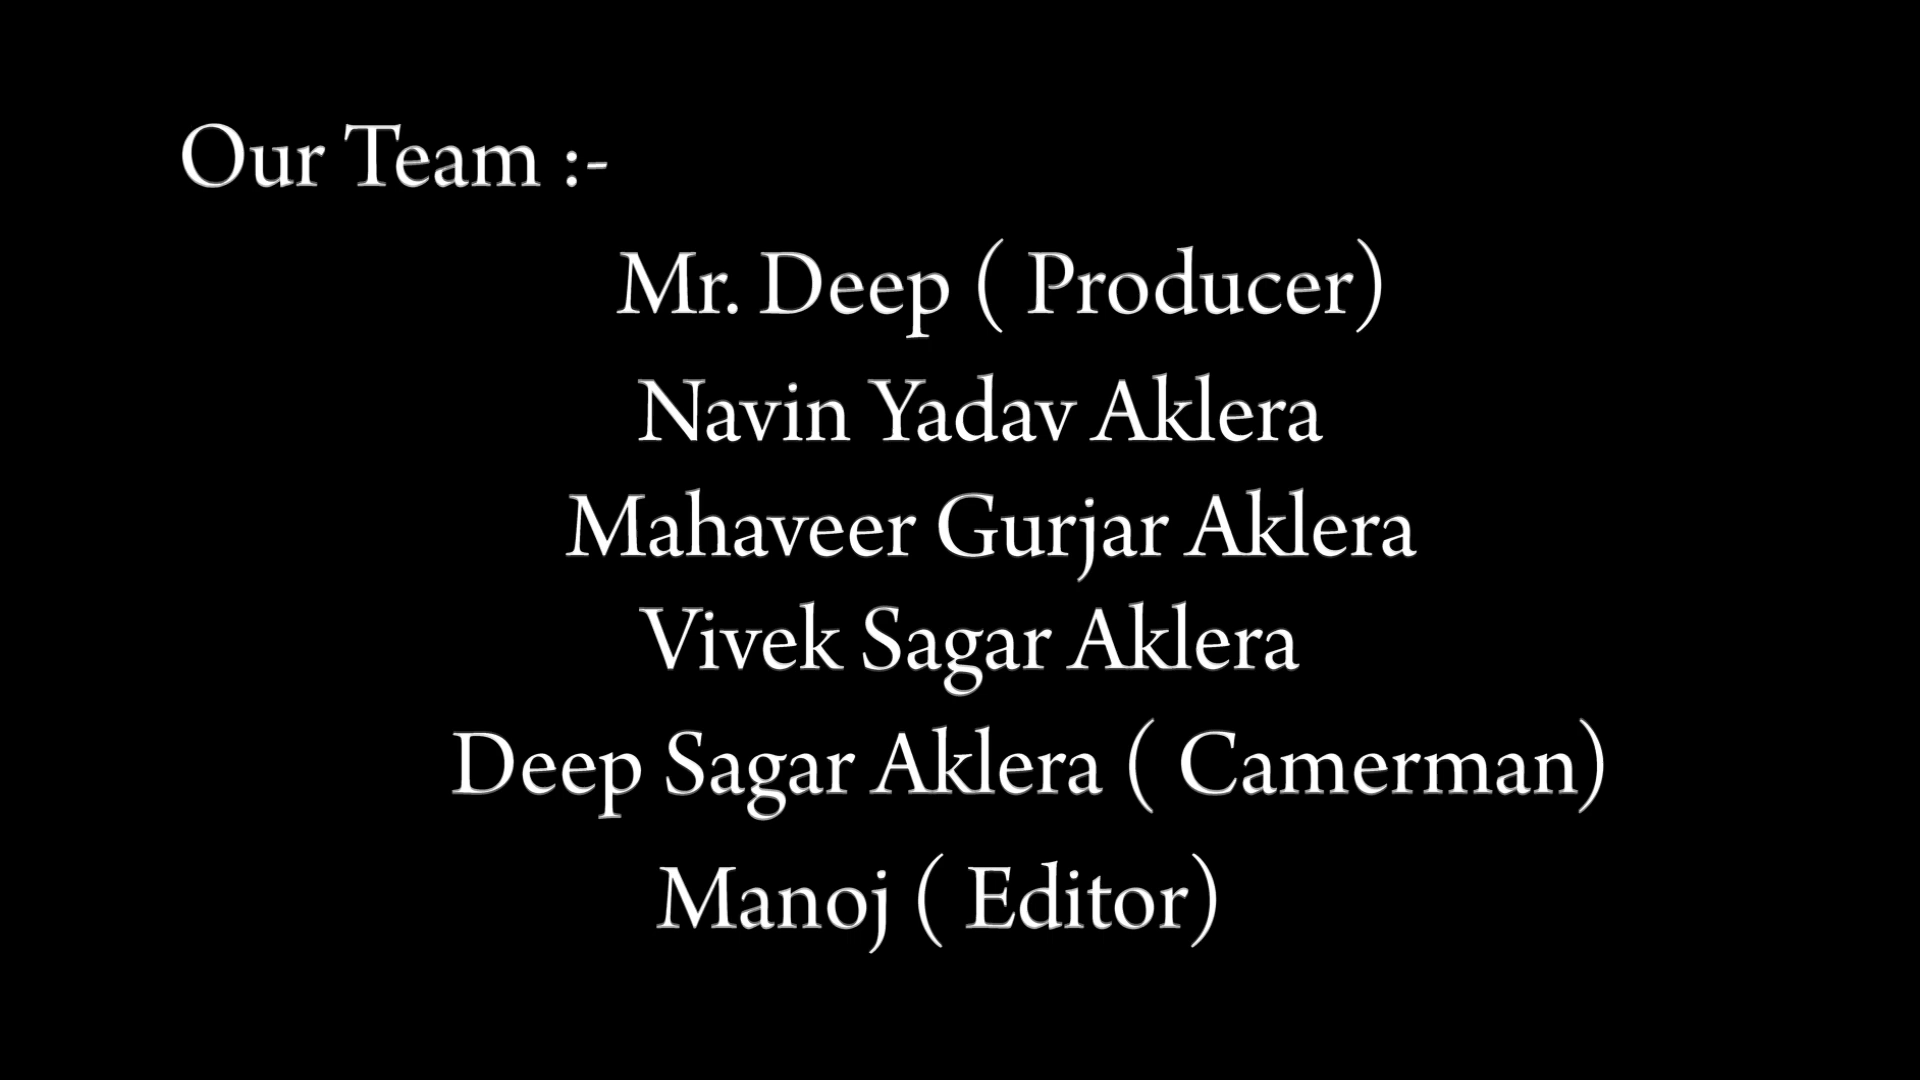 Our Team :-
Mr. Deep ( Producer)
Navin Yadav Aklera
Mahaveer Gurjar Aklera
Vivek Sagar Aklera
Deep Sagar Aklera ( Camerman)
Manoj ( Editor)